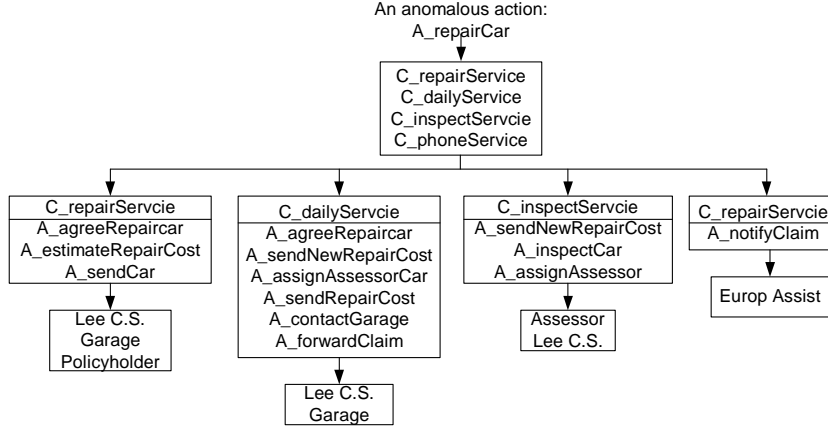 An anomalous action:
A_repairCar
C_repairService
C_dailyService
C_inspectServcie
C_phoneService
C_repairServcie
A_agreeRepaircar
A_estimateRepairCost
A_sendCar
Lee C.S.
Garage
Policyholder
C_dailyServcie
A_agreeRepaircar
A_sendNewRepairCost
A_assignAssessorCar
A_sendRepairCost
A_contactGarage
A_forwardClaim
Lee C.S.
Garage
C_inspectServcie
A_sendNewRepairCost
A_inspectCar
A_assignAssessor
Assessor
Lee C.S.
C_repairServcie
A_notifyClaim
Europ Assist